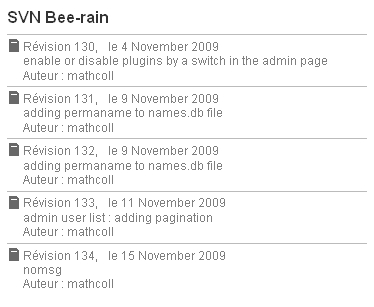 SVN Bee-rain
Révision 130, le 4 November 2009
enable or disable plugins by a switch in the admin page
Auteur : mathcoll
Révision 131, le 9 November 2009
adding permaname to names.db file
Auteur : mathcoll
Révision 132, le 9 November 2009
adding permaname to names.db file
Auteur : mathcoll
Révision 133, le 11 November 2009
admin user list : adding pagination
Auteur : mathcoll
Révision 134, le 15 November 2009
nomsg
Auteur : mathcoll